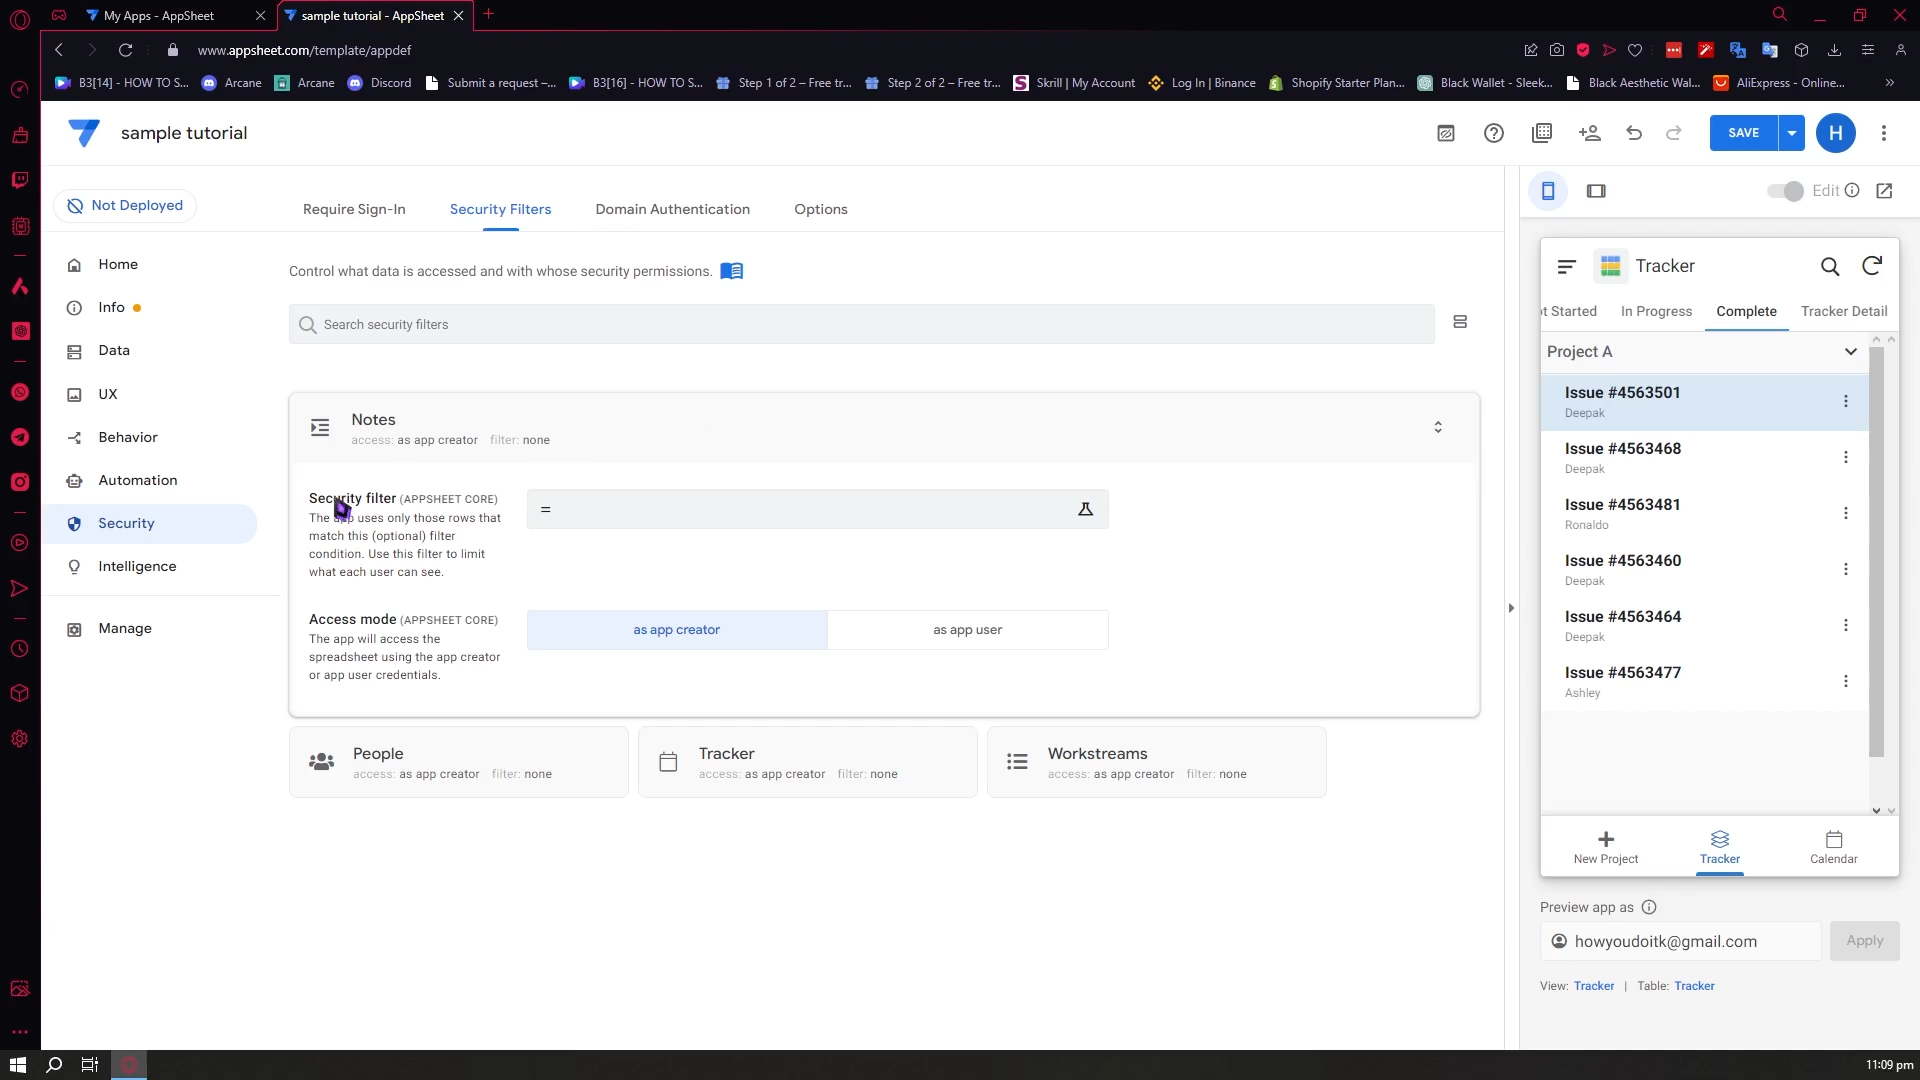 My Apps - AppSheet
sample tutorial - AppSheet
www.appsheet.com/template/appdef
B3[14] - HOW TO S...
Arcane
Arcane
Discord
Submit a request –...
B3[16] - HOW TO S...
Step 1 of 2 – Free tr...
Step 2 of 2 – Free tr...
Skrill | My Account
Log In | Binance
Shopify Starter Plan...
Black Wallet - Sleek...
Black Aesthetic Wal...
AliExpress - Online...
sample tutorial
SAVE
H
Not Deployed
Home
Info
Data
UX
Behavior
Automation
Security
Intelligence
Manage
Require Sign-In
Security Filters
Domain Authentication
Options
Control what data is accessed and with whose security permissions.
Search security filters
Notes
access: as app creator filter: none
Security filter (APPSHEET CORE)
The app uses only those rows that
match this (optional) filter
condition. Use this filter to limit
what each user can see.
=
Access mode (APPSHEET CORE)
The app will access the
spreadsheet using the app creator
or app user credentials.
as app creator
as app user
People
access: as app creator filter: none
Tracker
access: as app creator filter: none
Workstreams
access: as app creator filter: none
Edit
Tracker
t Started
In Progress
Complete
Tracker Detail
Project A
Issue #4563501
Deepak
Issue #4563468
Deepak
Issue #4563481
Ronaldo
Issue #4563460
Deepak
Issue #4563464
Deepak
Issue #4563477
Ashley
New Project
Tracker
Calendar
Preview app as
howyoudoitk@gmail.com
Apply
View: Tracker | Table: Tracker
11:09 pm